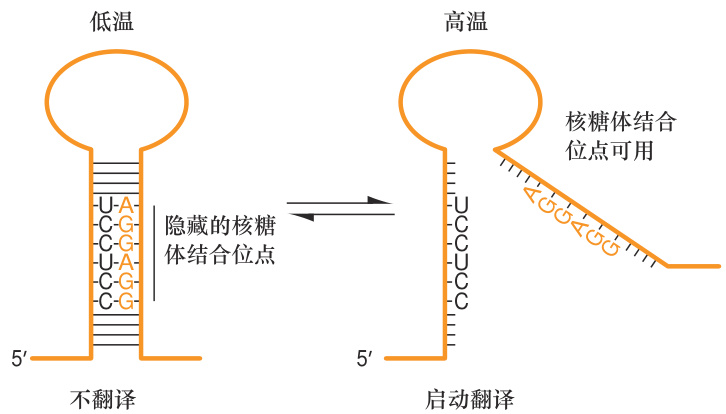 低温
高温
核糖体结合
位点可用
隐藏的核糖
体结合位点
U-A
C-G
C-G
U-A
C-G
C-G
U
C
C
U
C
C
AGGAGG
5′
5′
不翻译
启动翻译